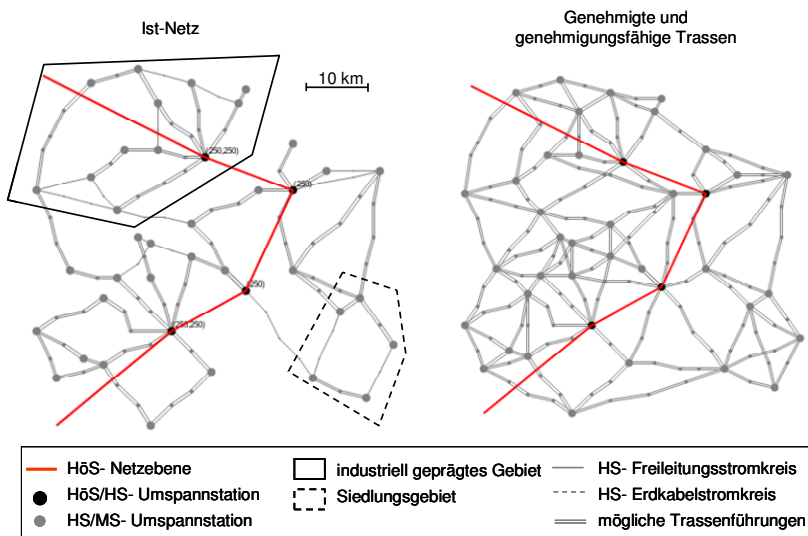 Ist-Netz
Genehmigte und
genehmigungsfähige Trassen
10 km
(250,250)
(250)
(250)
(250,250)
HöS- Netzebene
HöS/HS- Umspannstation
HS/MS- Umspannstation
industriell geprägtes Gebiet
Siedlungsgebiet
HS- Freileitungsstromkreis
HS- Erdkabelstromkreis
mögliche Trassenführungen